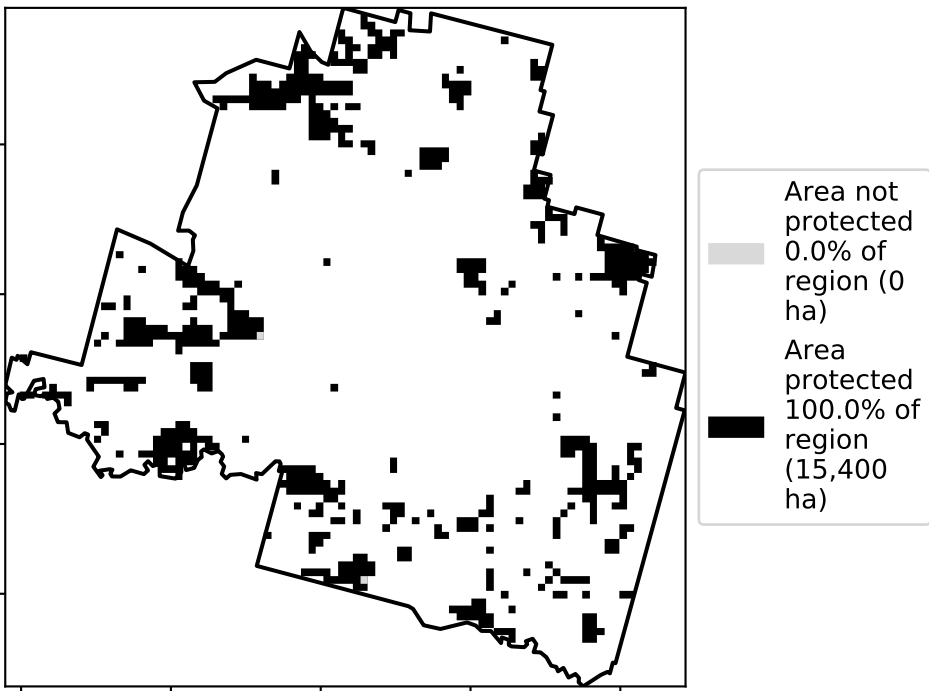 Area not
protected
0.0% of
region (0
ha)
Area
protected
100.0% of
region
(15,400
ha)